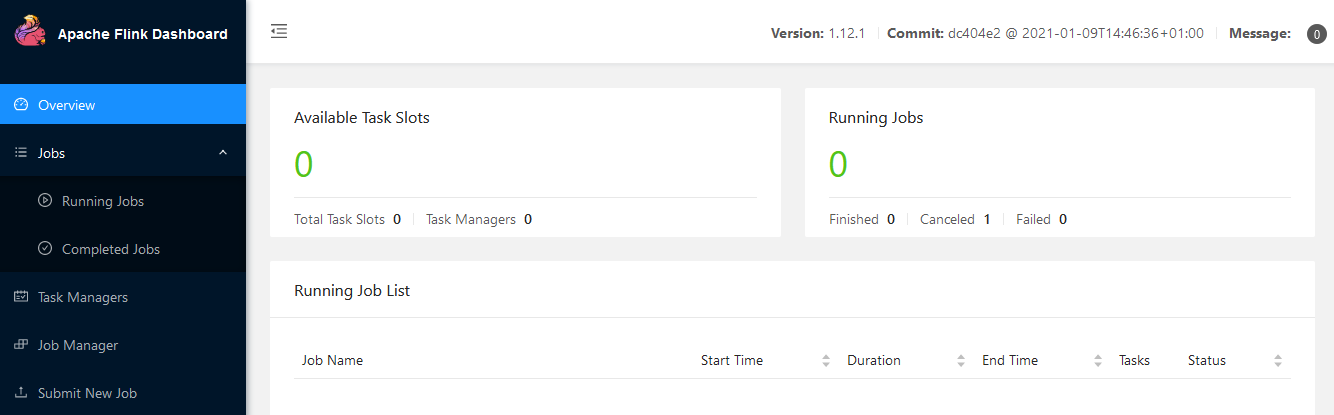 Apache Flink Dashboard
Version: 1.12.1 Commit: dc404e2 @ 2021-01-09T14:46:36+01:00 Message: 0
Overview
Jobs
Running Jobs
Completed Jobs
Task Managers
Job Manager
Submit New Job
Available Task Slots
0
Total Task Slots 0 Task Managers 0
Running Jobs
0
Finished 0 Canceled 1 Failed 0
Running Job List
Job Name Start Time Duration End Time Tasks Status